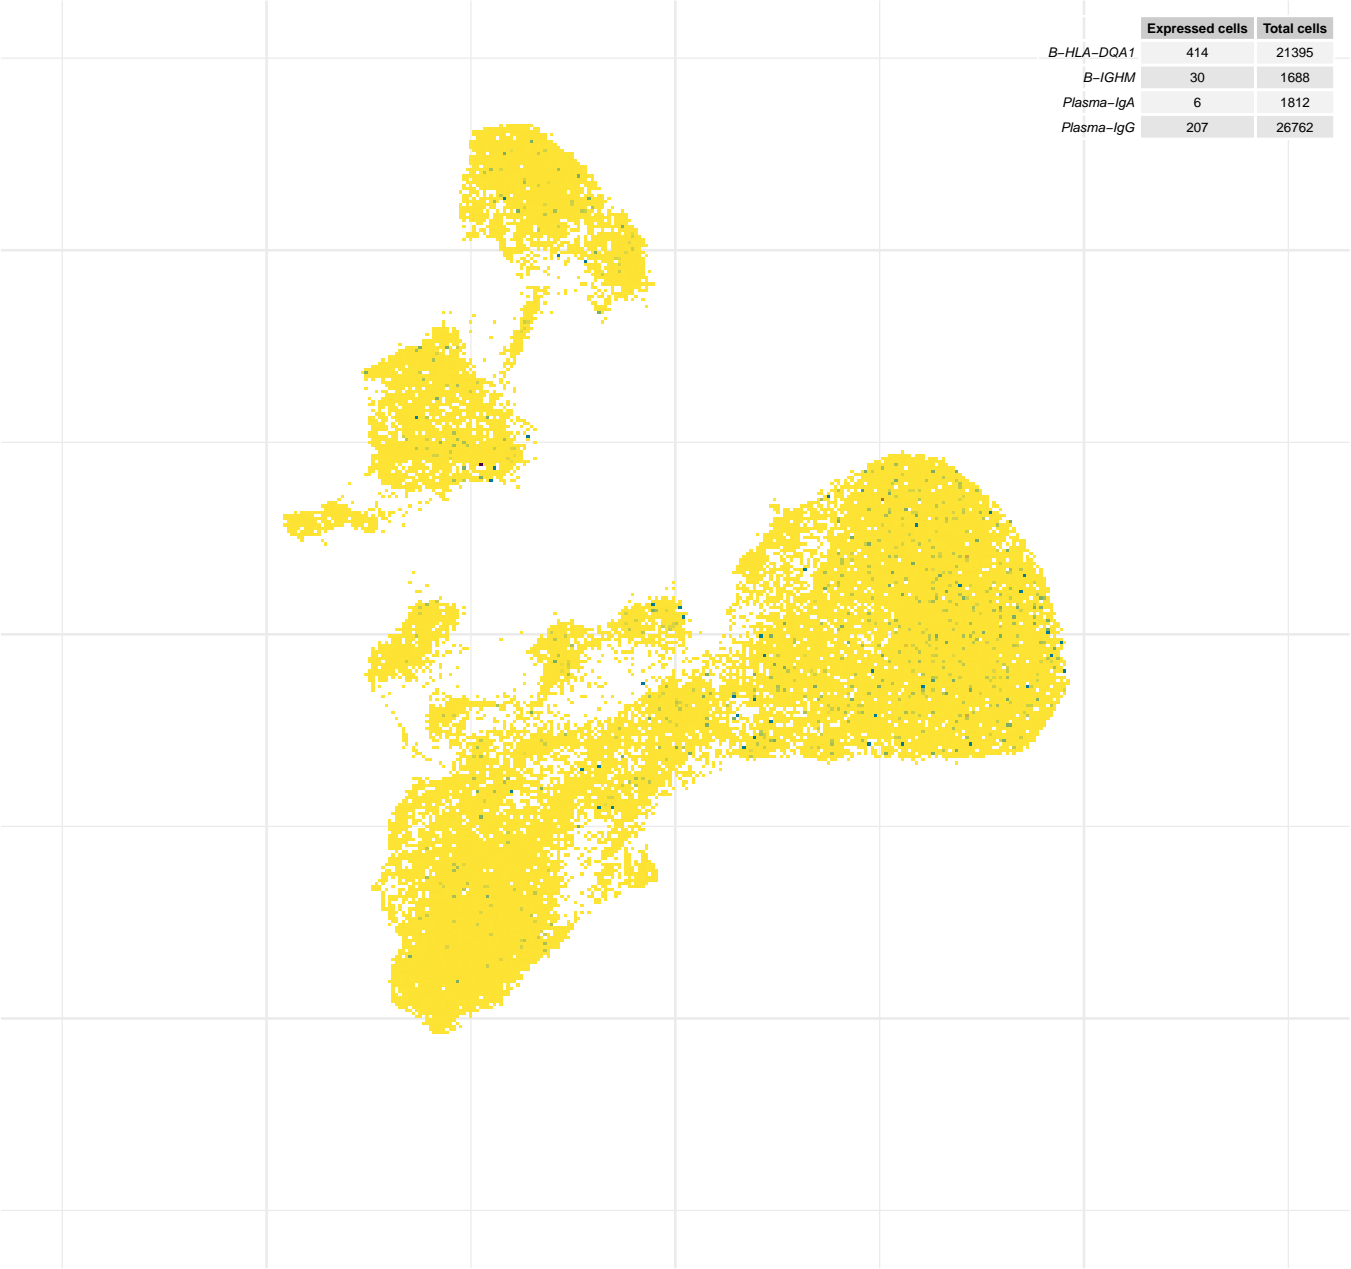 Expressed cells Total cells
B−HLA−DQA1 414 21395
B−IGHM 30 1688
Plasma−IgA 6 1812
Plasma−IgG 207 26762